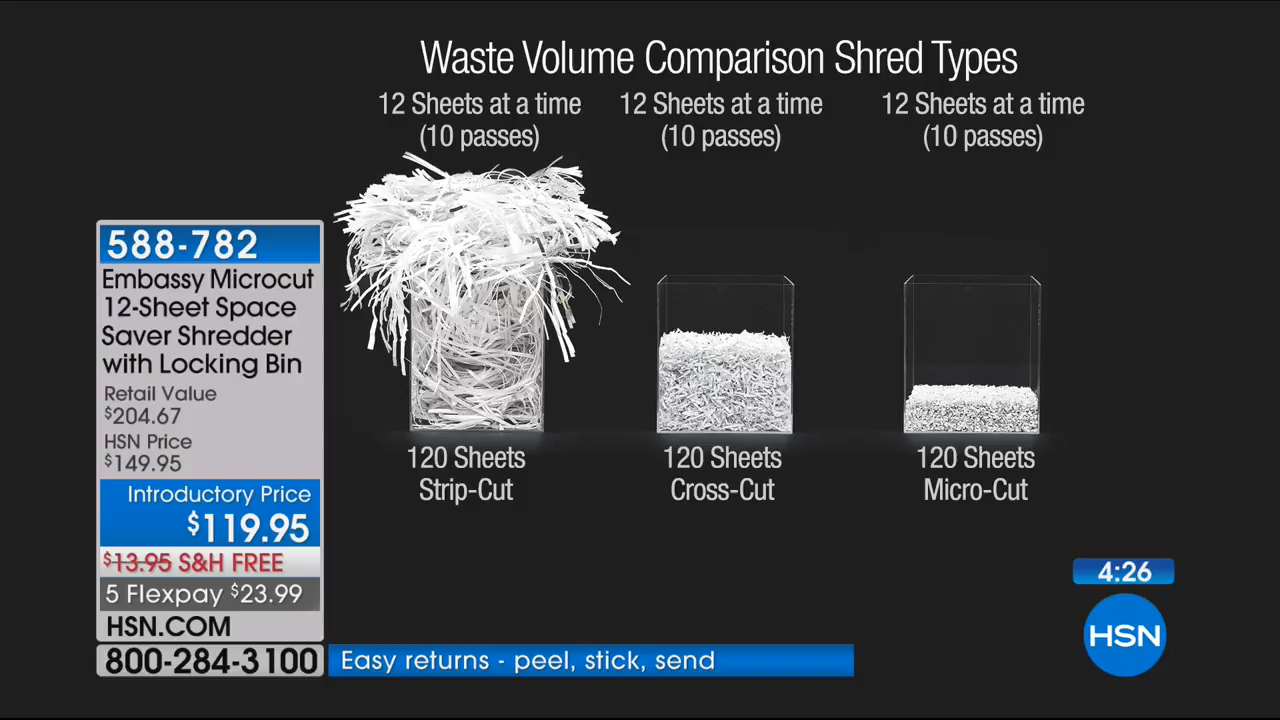 Waste Volume Comparison Shred Types
12 Sheets at a time
(10 passes)
12 Sheets at a time
(10 passes)
12 Sheets at a time
(10 passes)
120 Sheets
Strip-Cut
120 Sheets
Cross-Cut
120 Sheets
Micro-Cut
588-782
Embassy Microcut
12-Sheet Space
Saver Shredder
with Locking Bin
Retail Value
$204.67
HSN Price
$149.95
Introductory Price
$119.95
$13.95 S&H FREE
5 Flexpay $23.99
HSN.COM
800-284-3100
Easy returns - peel, stick, send
4:26
HSN